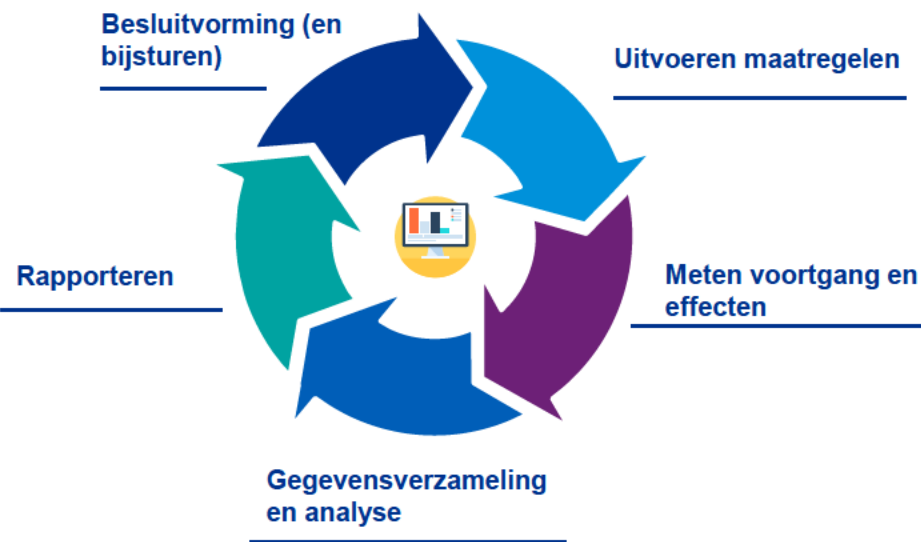 Besluitvorming (en
bijsturen)
Uitvoeren maatregelen
Rapporteren
Meten voortgang en
effecten
Gegevensverzameling
en analyse